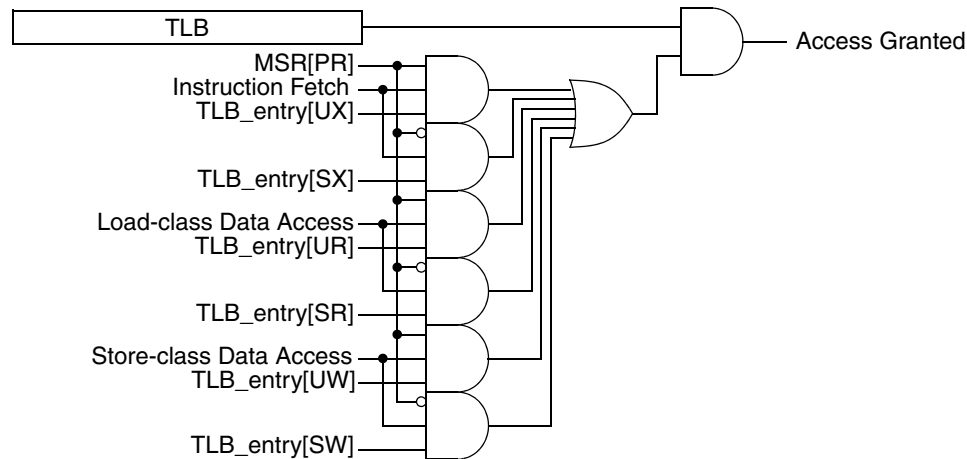 TLB
Access Granted
MSR[PR]
Instruction Fetch
TLB_entry[UX]
TLB_entry[SX]
Load-class Data Access
TLB_entry[UR]
TLB_entry[SR]
Store-class Data Access
TLB_entry[UW]
TLB_entry[SW]